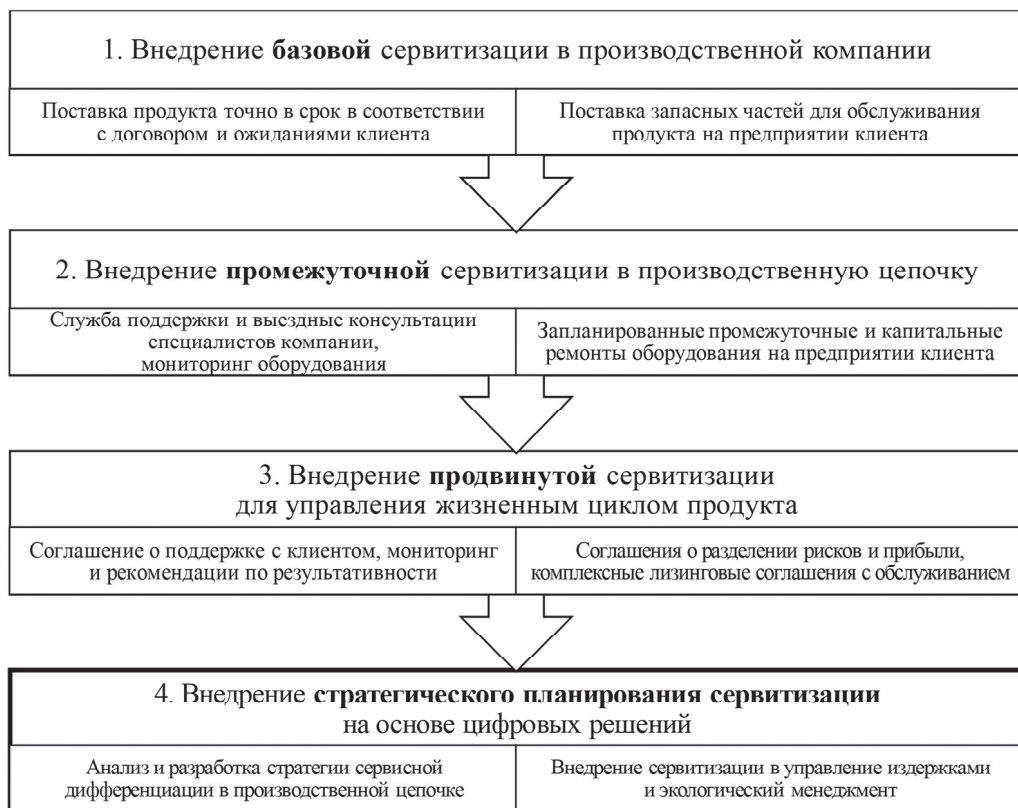 1. Внедрение базовой сервитизации в производственной компании
Поставка продукта точно в срок в соответствии
с договором и ожиданиями клиента
Поставка запасных частей для обслуживания
продукта на предприятии клиента
2. Внедрение промежуточной сервитизации в производственную цепочку
Служба поддержки и выездные консультации
специалистов компании,
мониторинг оборудования
Запланированные промежуточные и капитальные
ремонты оборудования на предприятии клиента
3. Внедрение продвинутой сервитизации
для управления жизненным циклом продукта
Соглашение о поддержке с клиентом, мониторинг
и рекомендации по результативности
Соглашения о разделении рисков и прибыли,
комплексные лизинговые соглашения с обслуживанием
4. Внедрение стратегического планирования сервитизации
на основе цифровых решений
Анализ и разработка стратегии сервисной
дифференциации в производственной цепочке
Внедрение сервитизации в управление издержками
и экологический менеджмент